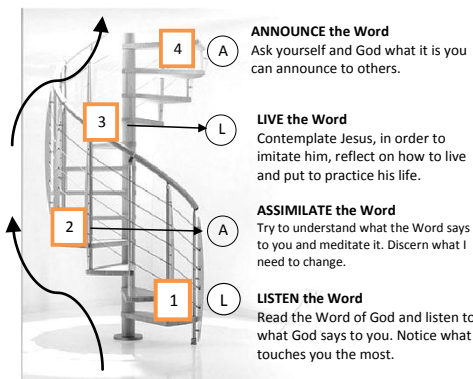 4
A
ANNOUNCE the Word
Ask yourself and God what it is you
can announce to others.
3
L
LIVE the Word
Contemplate Jesus, in order to
imitate him, reflect on how to live
and put to practice his life.
2
A
ASSIMILATE the Word
Try to understand what the Word says
to you and meditate it. Discern what I
need to change.
1
L
LISTEN the Word
Read the Word of God and listen to
what God says to you. Notice what
touches you the most.